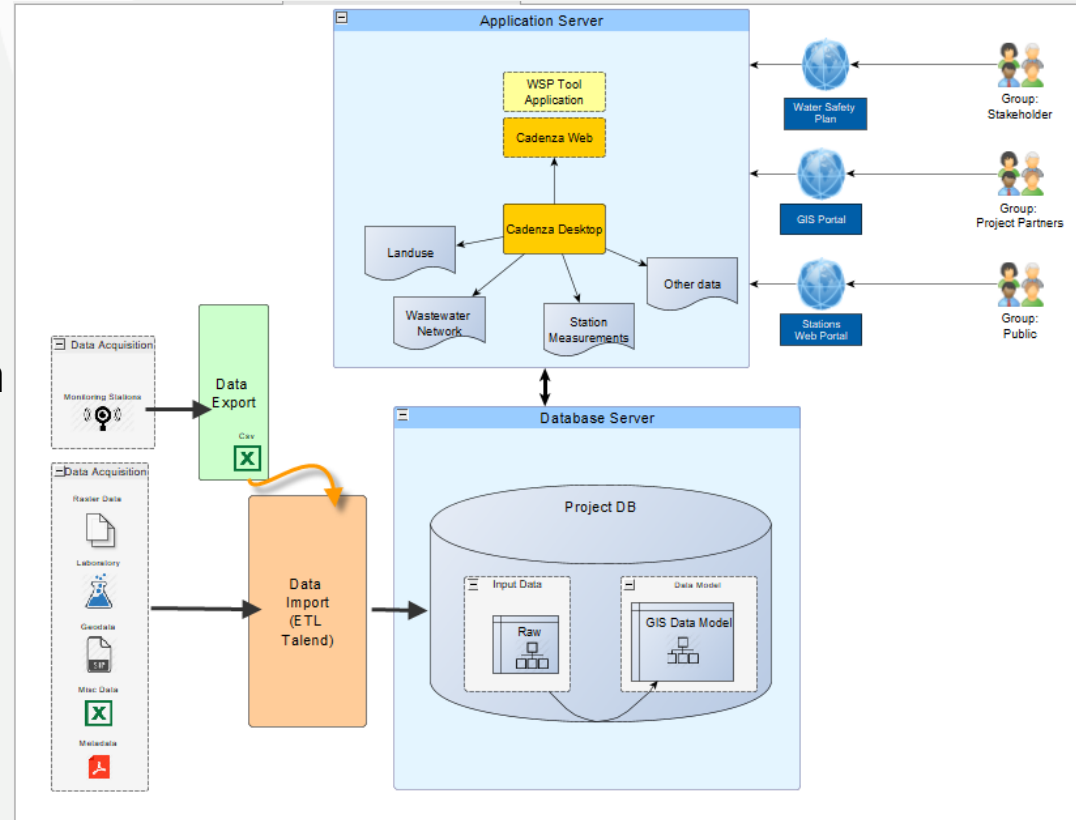 Application Server
WSP Tool
Application
Cadenza Web
Cadenza Desktop
Landuse
Wastewater
Network
Station
Measurements
Other data
Water Safety
Plan
Group:
Stakeholder
GIS Portal
Group:
Project Partners
Stations
Web Portal
Group:
Public
Data Acquisition
Monitoring Stations
Data
Export
Csv
Data Acquisition
Raster Data
Laboratory
Geodata
SHP
Misc Data
Metadata
Data
Import
(ETL
Talend)
Database Server
Project DB
Input Data
Raw
Data Model
GIS Data Model